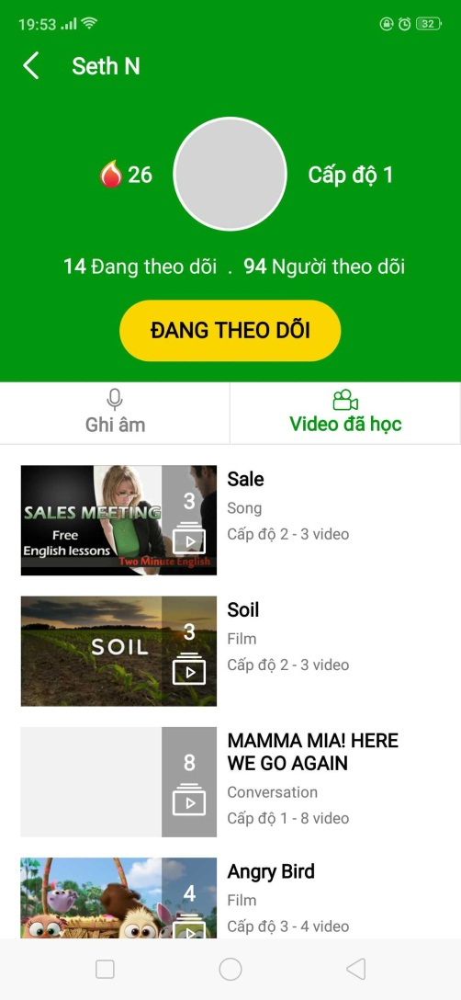 19:53
32
Seth N
26
Cấp độ 1
14 Đang theo dõi . 94 Người theo dõi
ĐANG THEO DÕI
Ghi âm
Video đã học
SALES MEETING
Free
English lessons
Two Minute English
3
Sale
Song
Cấp độ 2 - 3 video
SOIL
3
Soil
Film
Cấp độ 2 - 3 video
8
MAMMA MIA! HERE
WE GO AGAIN
Conversation
Cấp độ 1 - 8 video
4
Angry Bird
Film
Cấp độ 3 - 4 video